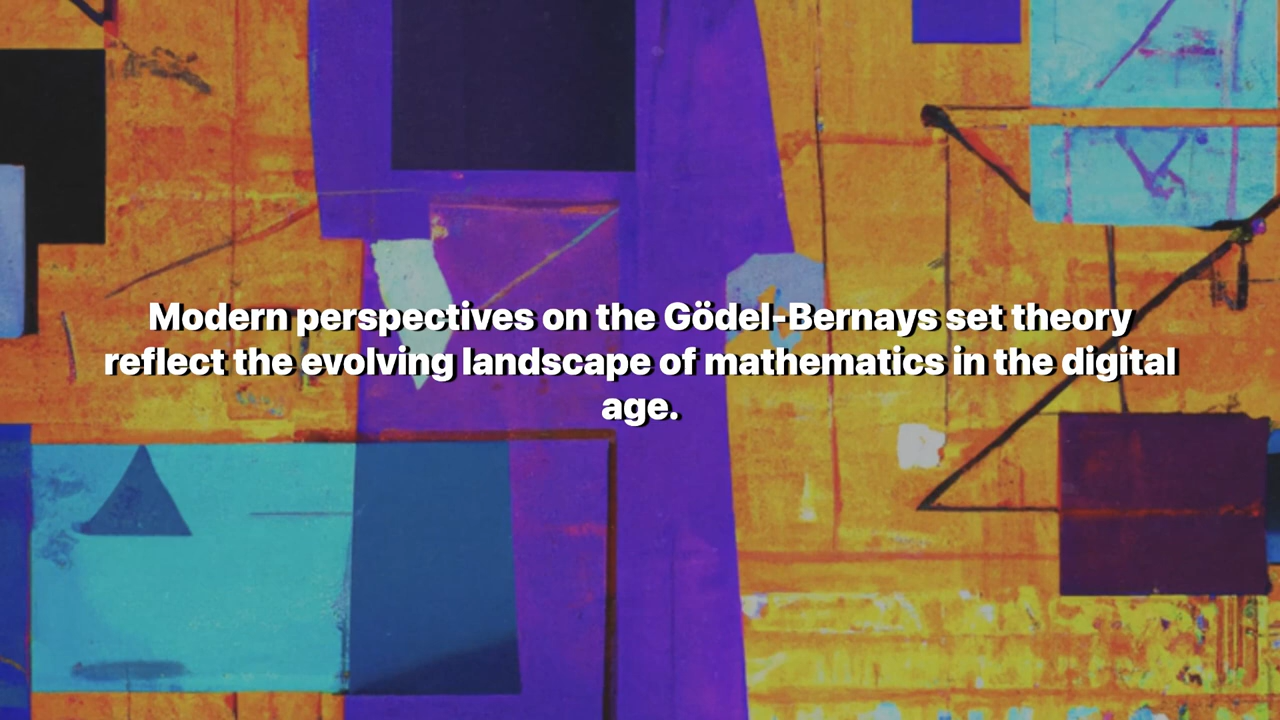 Modern perspectives on the Gödel-Bernays set theory
reflect the evolving landscape of mathematics in the digital
age.